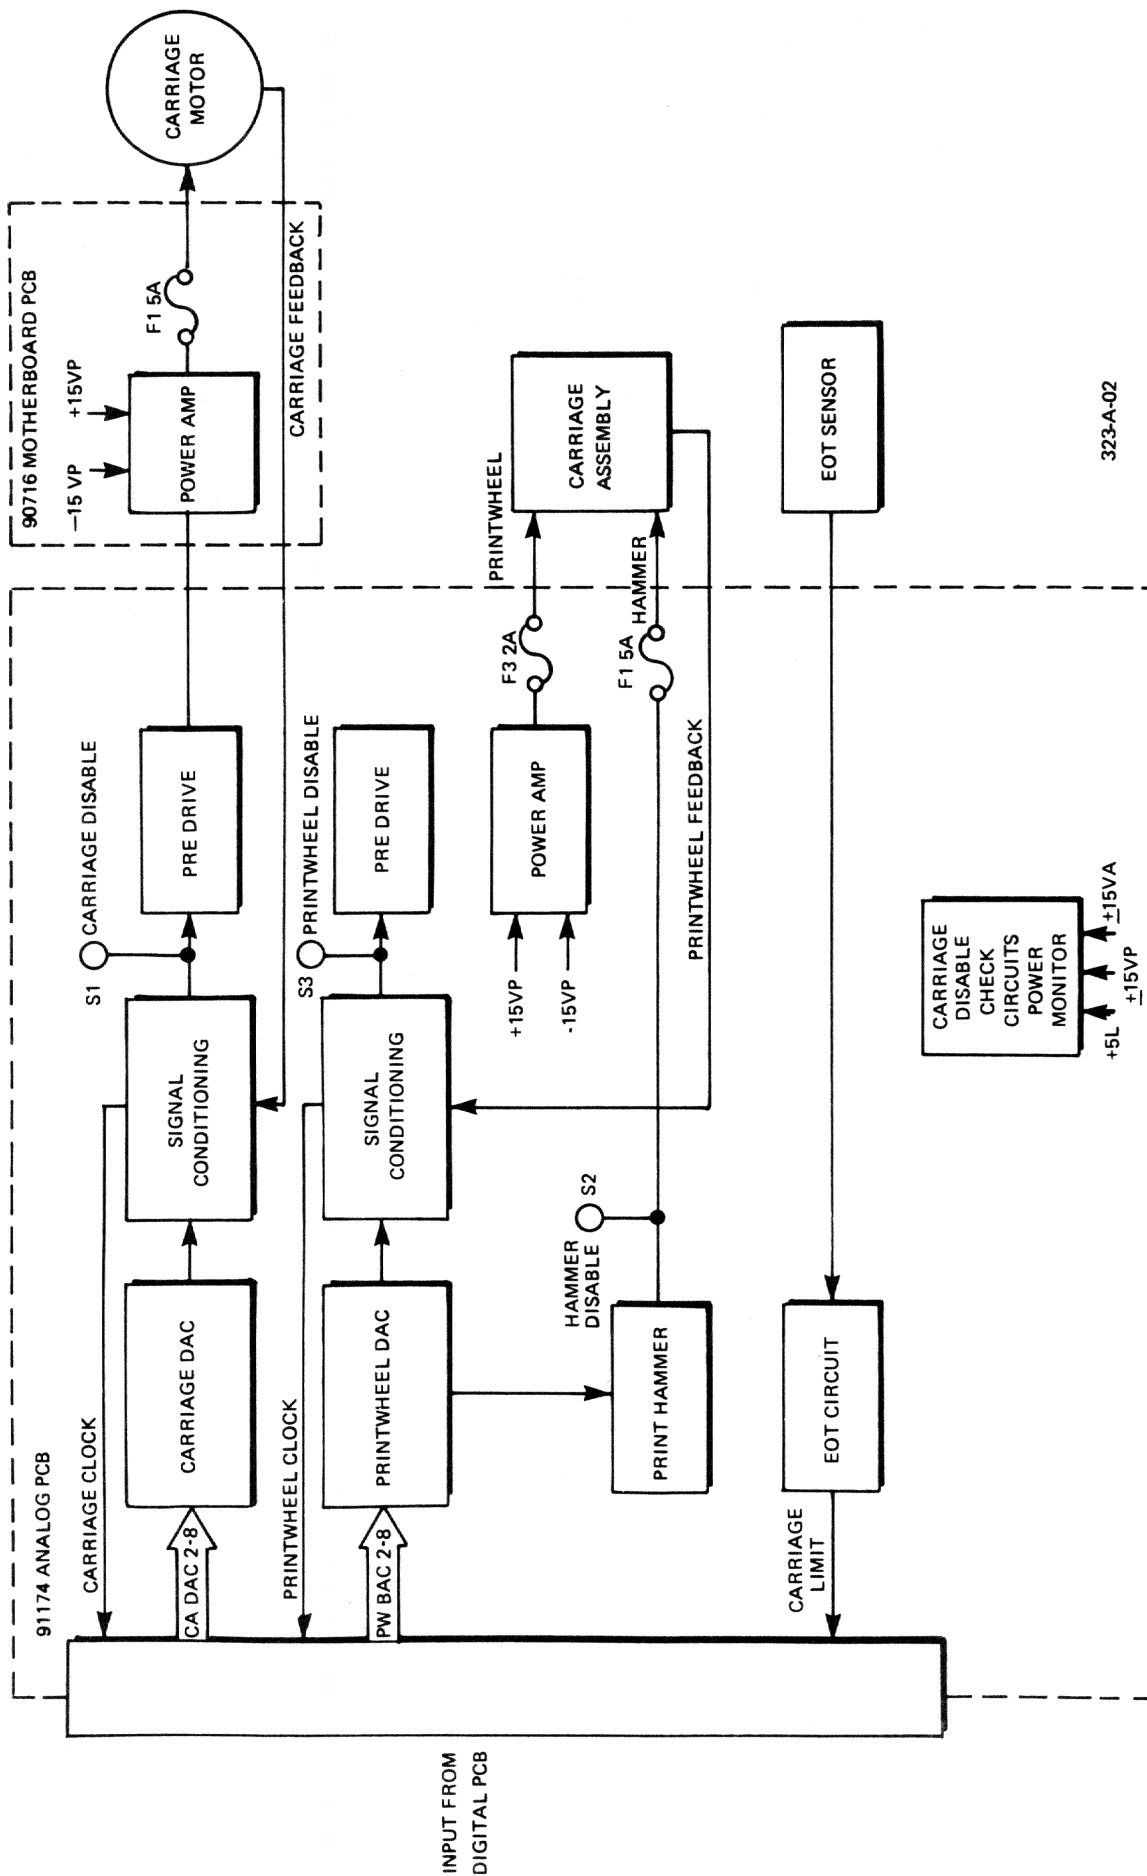 INPUT FROM
DIGITAL PCB
91174 ANALOG PCB
CARRIAGE CLOCK
CA DAC 2-8
CARRIAGE DAC
SIGNAL
CONDITIONING
S1
CARRIAGE DISABLE
PRE DRIVE
90716 MOTHERBOARD PCB
−15 VP
+15VP
POWER AMP
F1 5A
CARRIAGE
MOTOR
CARRIAGE FEEDBACK
PRINTWHEEL CLOCK
PW BAC 2-8
PRINTWHEEL DAC
SIGNAL
CONDITIONING
S3
PRINTWHEEL DISABLE
PRE DRIVE
+15VP
-15VP
POWER AMP
F3 2A
PRINTWHEEL
CARRIAGE
ASSEMBLY
HAMMER
DISABLE
S2
PRINT HAMMER
F1 5A
HAMMER
PRINTWHEEL FEEDBACK
CARRIAGE
LIMIT
EOT CIRCUIT
EOT SENSOR
CARRIAGE
DISABLE
CHECK
CIRCUITS
POWER
MONITOR
+5L
±15VP
±15VA
323-A-02